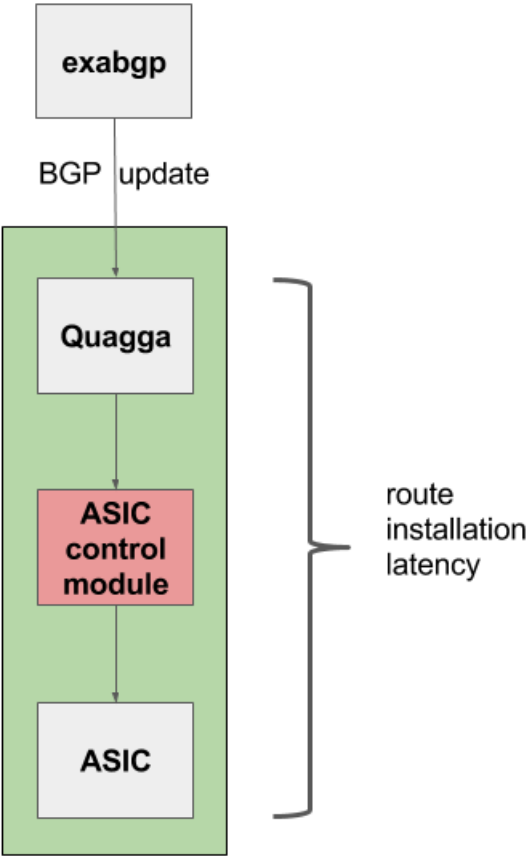 exabgp
BGP update
Quagga
ASIC
control
module
route
installation
latency
ASIC